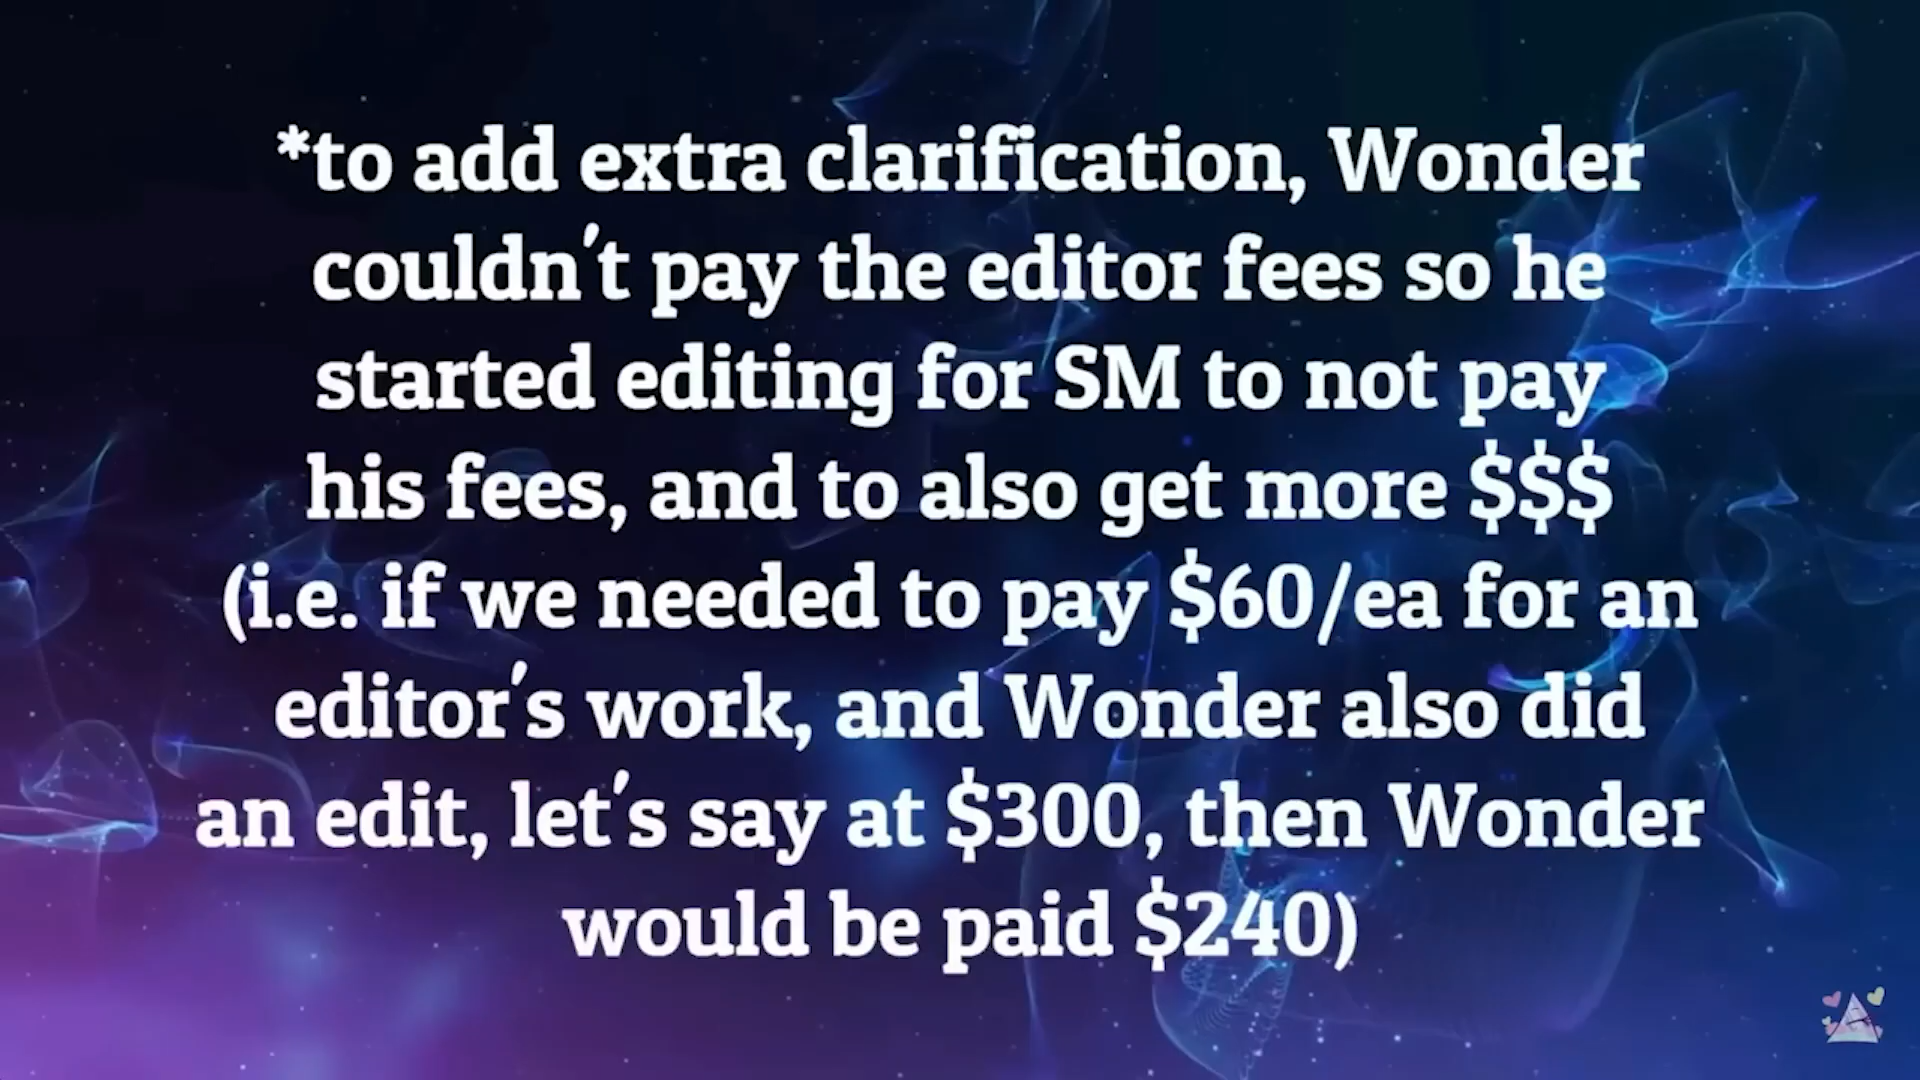 *to add extra clarification, Wonder
couldn't pay the editor fees so he
started editing for SM to not pay
his fees, and to also get more $$$
(i.e. if we needed to pay $60/ea for an
editor's work, and Wonder also did
an edit, let's say at $300, then Wonder
would be paid $240)